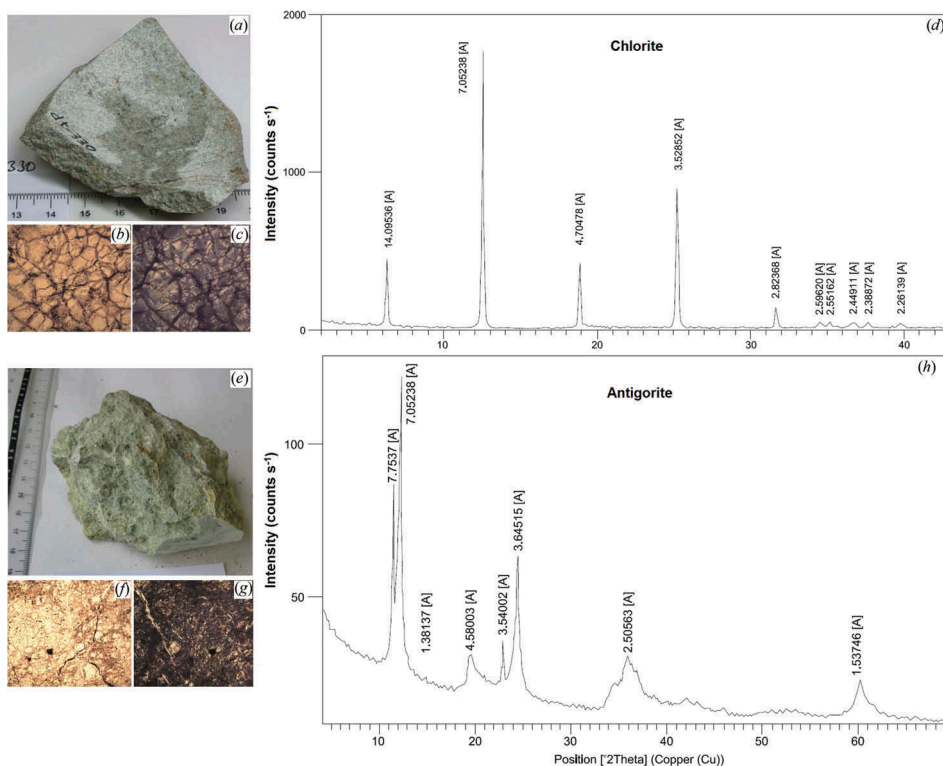 (a)
pt-330
330
13 14 15 16 17 18 19
(b)
(c)
(d)
Chlorite
Intensity (counts s⁻¹)
2000
1000
0
14.09536 [A]
7.05238 [A]
4.70478 [A]
3.52852 [A]
2.82368 [A]
2.59620 [A]
2.55162 [A]
2.44911 [A]
2.38872 [A]
2.26139 [A]
10 20 30 40
(e)
(f)
(g)
(h)
Antigorite
Intensity (counts s⁻¹)
100
50
7.7537 [A]
7.05238 [A]
1.38137 [A]
4.58003 [A]
3.54002 [A]
3.64515 [A]
2.50563 [A]
1.53746 [A]
10 20 30 40 50 60
Position [°2Theta] (Copper (Cu))